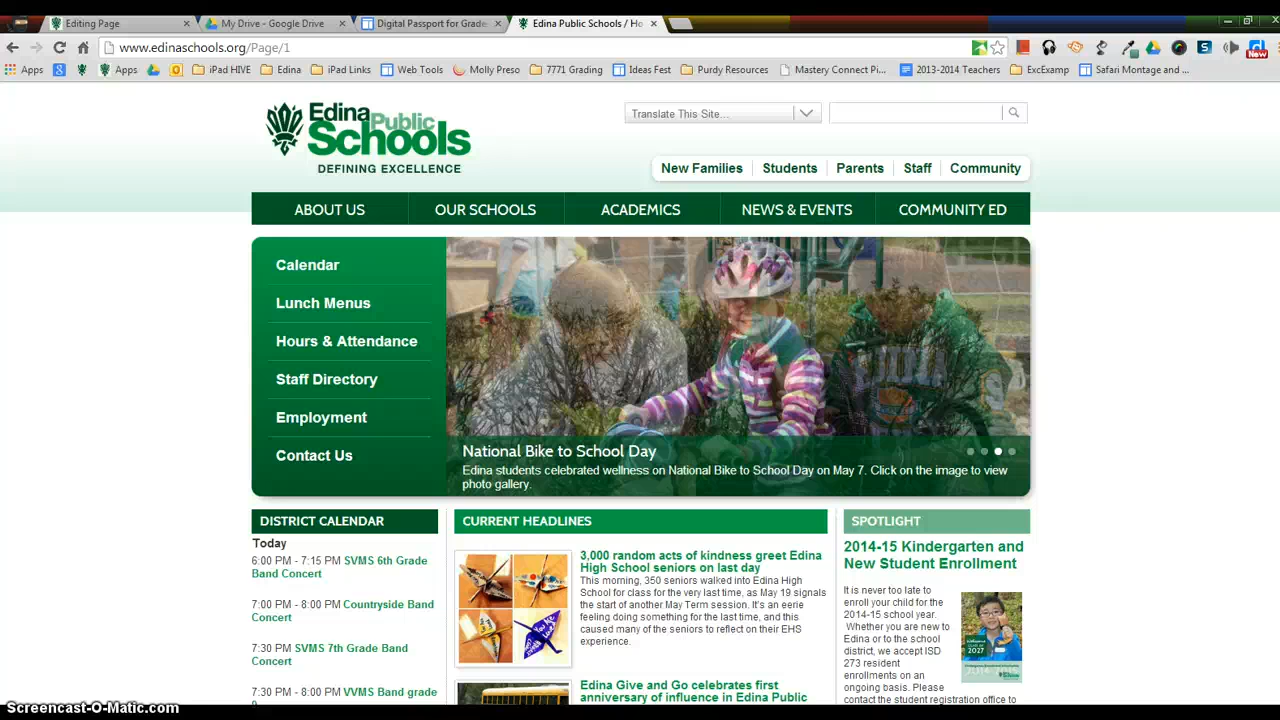 Editing Page
My Drive - Google Drive
Digital Passport for Grade
Edina Public Schools / Ho
www.edinaschools.org/Page/1
New
Apps
Apps
iPad HIVE
Edina
iPad Links
Web Tools
Molly Preso
7771 Grading
Ideas Fest
Purdy Resources
Mastery Connect Pi...
2013-2014 Teachers
ExcExamp
Safari Montage and ...
Edina Public
Schools
DEFINING EXCELLENCE
Translate This Site...
New Families
Students
Parents
Staff
Community
ABOUT US
OUR SCHOOLS
ACADEMICS
NEWS & EVENTS
COMMUNITY ED
Calendar
Lunch Menus
Hours & Attendance
Staff Directory
Employment
Contact Us
National Bike to School Day
Edina students celebrated wellness on National Bike to School Day on May 7. Click on the image to view
photo gallery.
DISTRICT CALENDAR
Today
6:00 PM - 7:15 PM SVMS 6th Grade
Band Concert
7:00 PM - 8:00 PM Countryside Band
Concert
7:30 PM SVMS 7th Grade Band
Concert
7:30 PM - 8:00 PM VVMS Band grade
CURRENT HEADLINES
3,000 random acts of kindness greet Edina
High School seniors on last day
This morning, 350 seniors walked into Edina High
School for class for the very last time, as May 19 signals
the start of another May Term session. It's an eerie
feeling doing something for the last time, and this
caused many of the seniors to reflect on their EHS
experience.
Edina Give and Go celebrates first
anniversary of influence in Edina Public
SPOTLIGHT
2014-15 Kindergarten and
New Student Enrollment
It is never too late to
enroll your child for the
2014-15 school year.
Whether you are new to
Edina or to the school
district, we accept ISD
273 resident
enrollments on an
ongoing basis. Please
contact the student registration office to
2027
Screencast-O-Matic.com